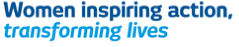 Women inspiring action,
transforming lives